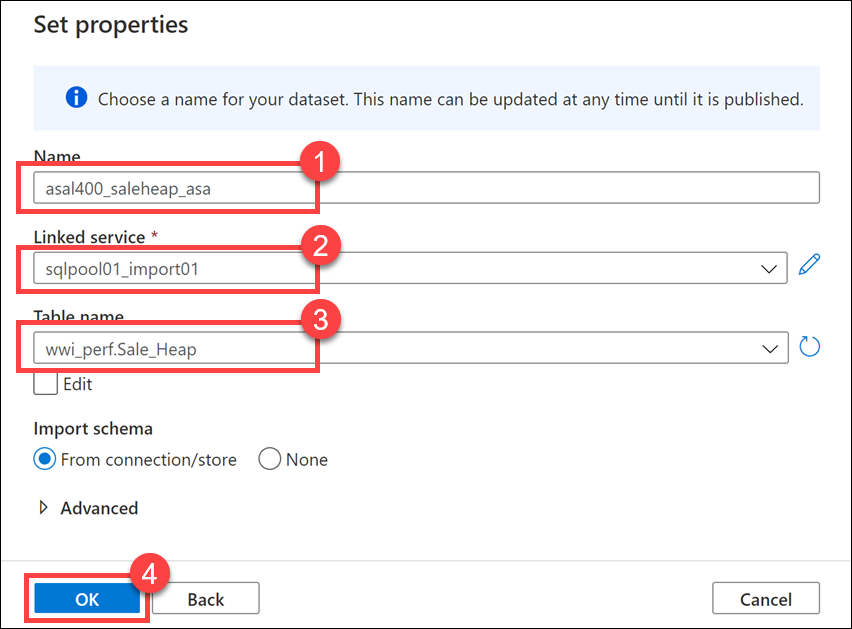 Set properties
Choose a name for your dataset. This name can be updated at any time until it is published.
Name
1
asal400_saleheap_asa
Linked service *
2
sqlpool01_import01
Table name
3
wwi_perf.Sale_Heap
Edit
Import schema
From connection/store None
Advanced
4
OK Back Cancel